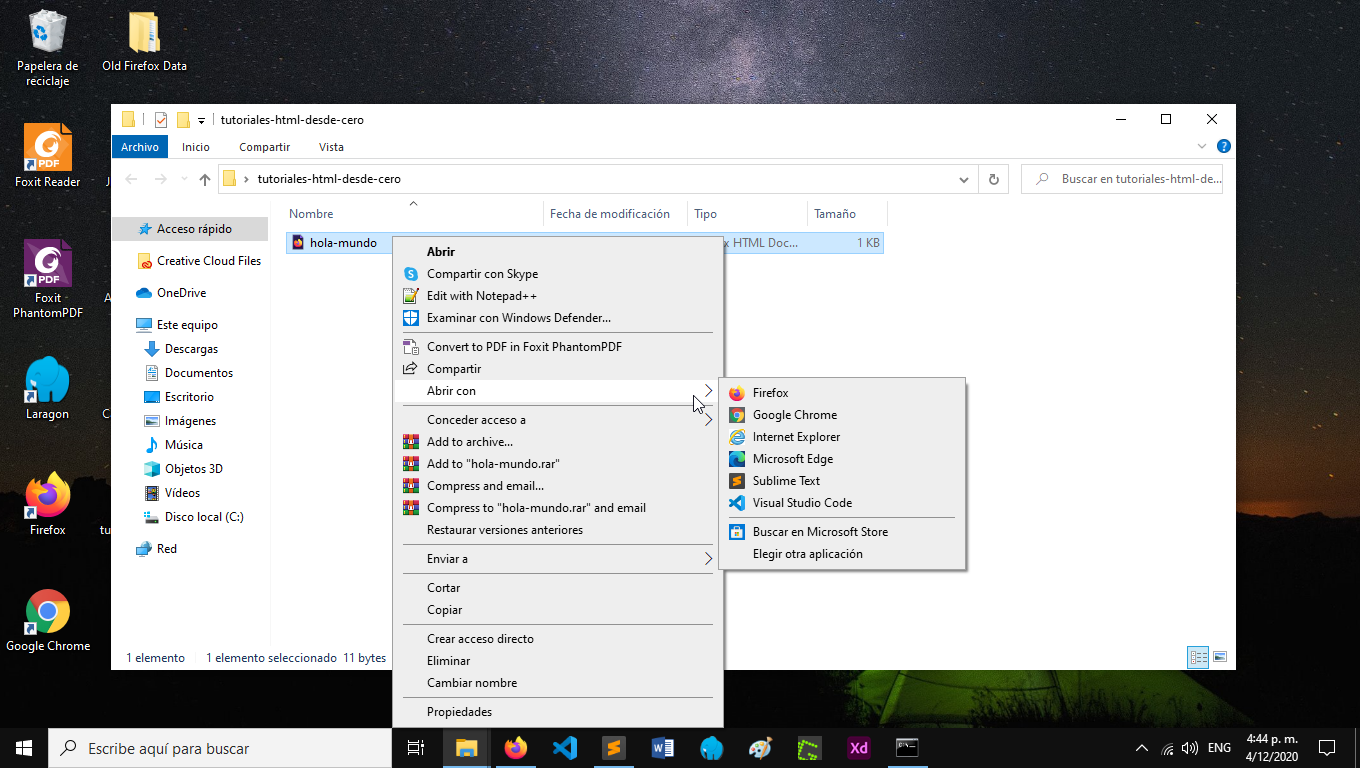 Papelera de
reciclaje
Old Firefox Data
Foxit Reader
Foxit
PhantomPDF
Laragon
Firefox
Google Chrome
tutoriales-html-desde-cero
Archivo
Inicio
Compartir
Vista
tutoriales-html-desde-cero
Buscar en tutoriales-html-de...
Nombre
Fecha de modificación
Tipo
Tamaño
hola-mundo
x HTML Doc...
1 KB
Acceso rápido
Creative Cloud Files
OneDrive
Este equipo
Descargas
Documentos
Escritorio
Imágenes
Música
Objetos 3D
Vídeos
Disco local (C:)
Red
Abrir
Compartir con Skype
Edit with Notepad++
Examinar con Windows Defender...
Convert to PDF in Foxit PhantomPDF
Compartir
Abrir con
Conceder acceso a
Add to archive...
Add to "hola-mundo.rar"
Compress and email...
Compress to "hola-mundo.rar" and email
Restaurar versiones anteriores
Enviar a
Cortar
Copiar
Crear acceso directo
Eliminar
Cambiar nombre
Propiedades
Firefox
Google Chrome
Internet Explorer
Microsoft Edge
Sublime Text
Visual Studio Code
Buscar en Microsoft Store
Elegir otra aplicación
1 elemento
1 elemento seleccionado
11 bytes
Escribe aquí para buscar
Xd
ENG
4:44 p. m.
4/12/2020